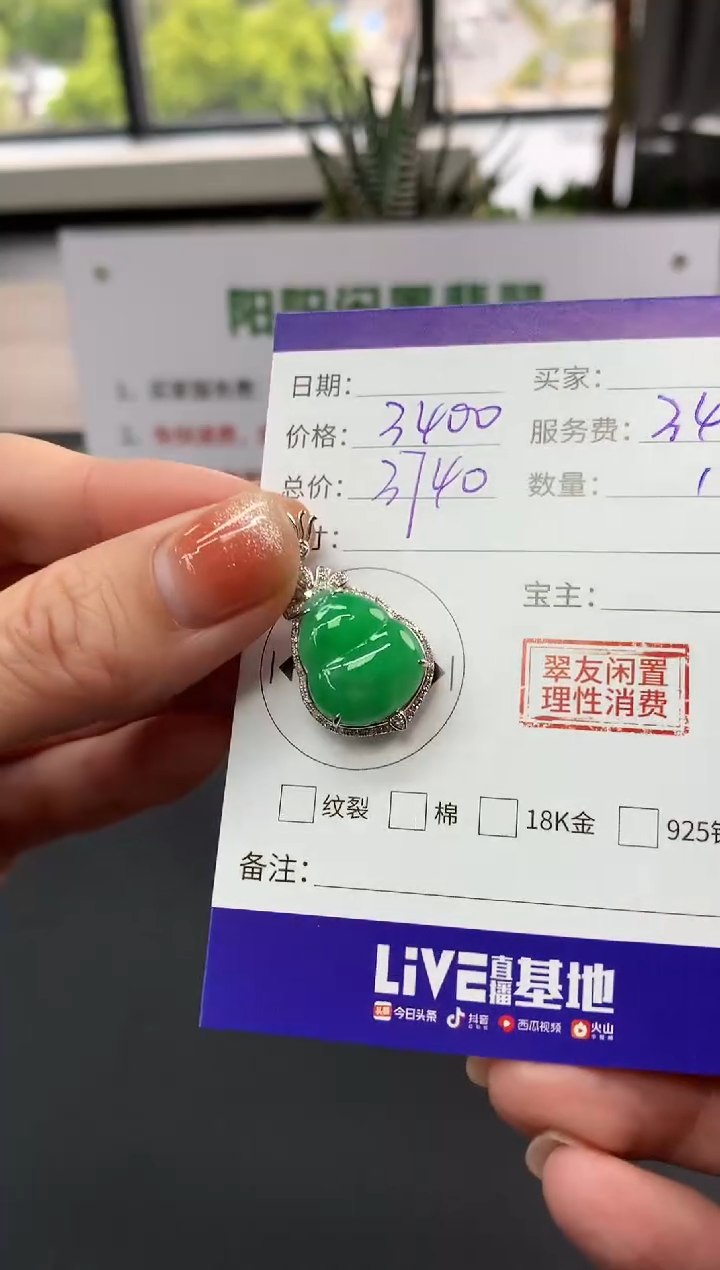 日期： 买家：
价格：3400 服务费：34
总价：3740 数量：1
寸：
宝主：
翠友闲置
理性消费
纹裂 棉 18K金 925
备注：
LiVE直播基地
今日头条 抖音 西瓜视频 火山